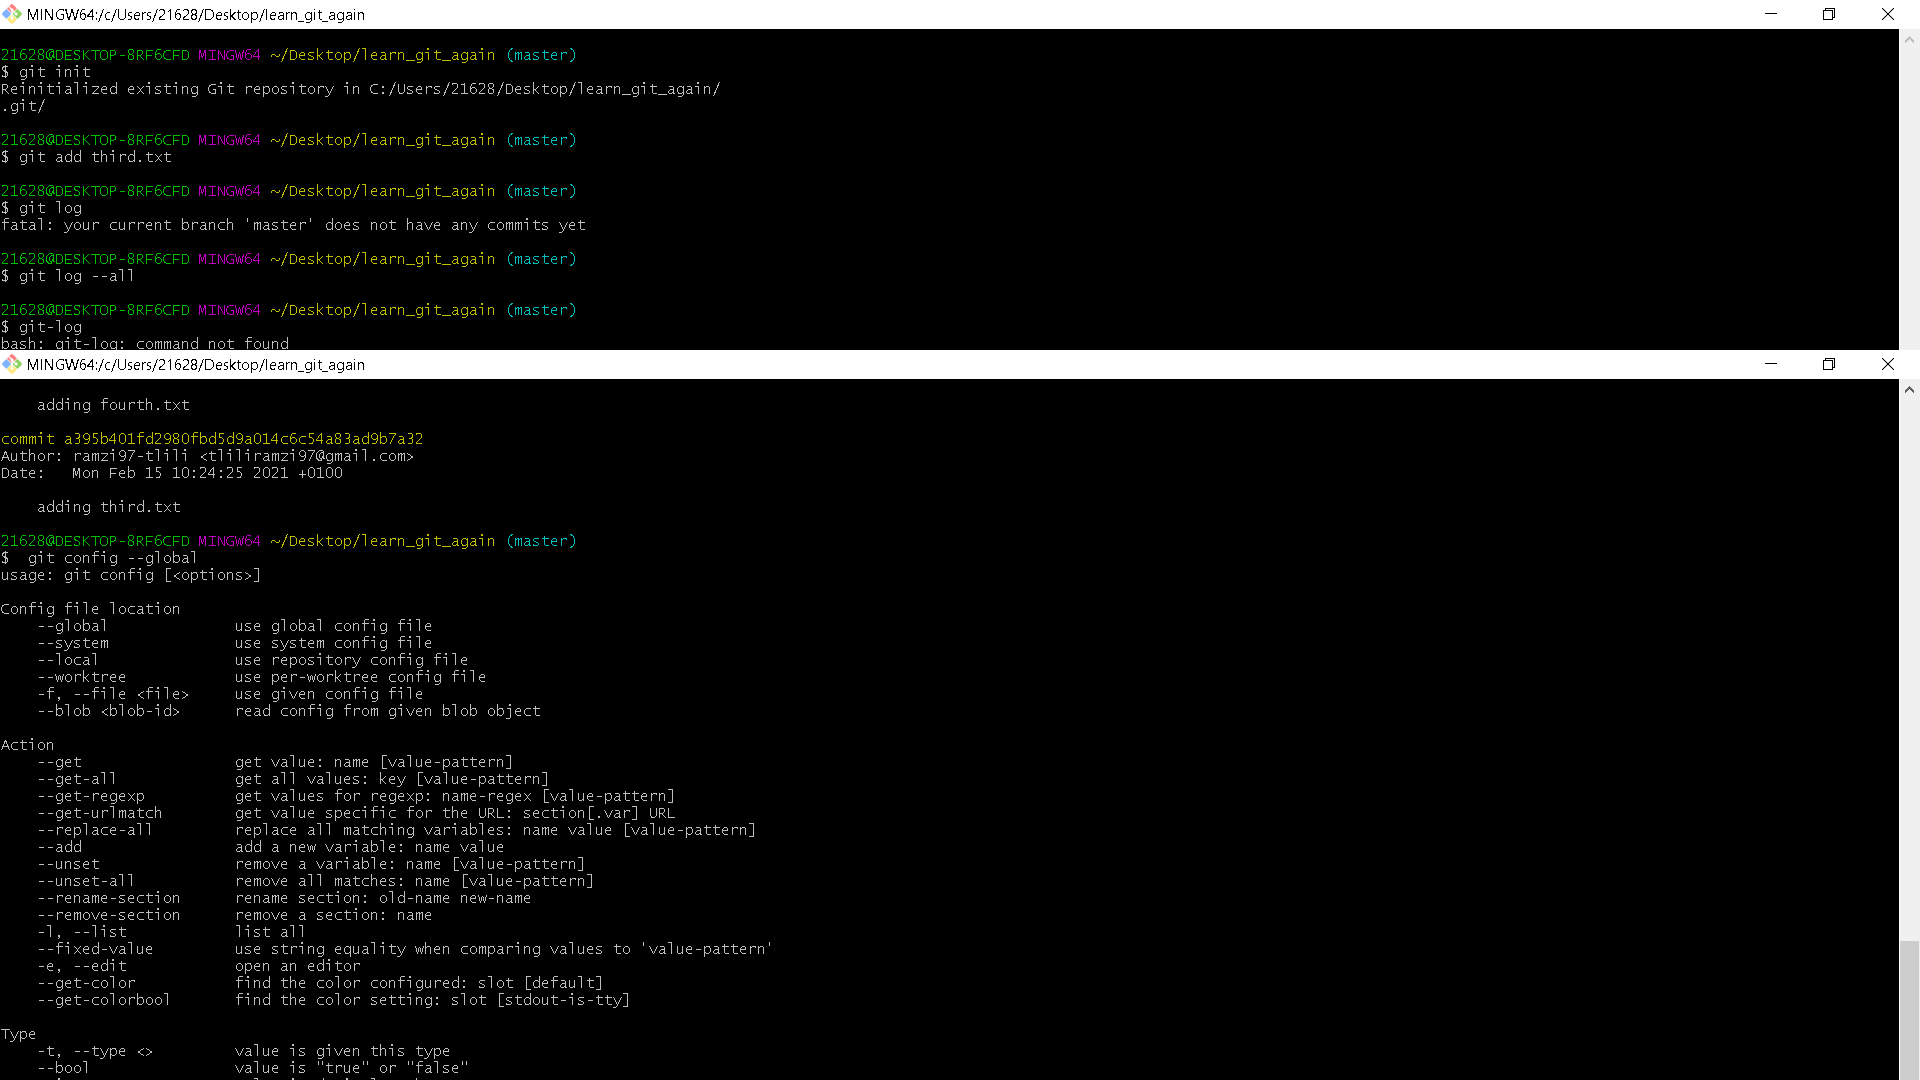 MINGW64:/c/Users/21628/Desktop/learn_git_again
21628@DESKTOP-8RF6CFD MINGW64 ~/Desktop/learn_git_again (master)
$ git init
Reinitialized existing Git repository in C:/Users/21628/Desktop/learn_git_again/
.git/
21628@DESKTOP-8RF6CFD MINGW64 ~/Desktop/learn_git_again (master)
$ git add third.txt
21628@DESKTOP-8RF6CFD MINGW64 ~/Desktop/learn_git_again (master)
$ git log
fatal: your current branch 'master' does not have any commits yet
21628@DESKTOP-8RF6CFD MINGW64 ~/Desktop/learn_git_again (master)
$ git log --all
21628@DESKTOP-8RF6CFD MINGW64 ~/Desktop/learn_git_again (master)
$ git-log
bash: git-log: command not found
MINGW64:/c/Users/21628/Desktop/learn_git_again
    adding fourth.txt
commit a395b401fd2980fbd5d9a014c6c54a83ad9b7a32
Author: ramzi97-tlili <tliliramzi97@gmail.com>
Date:   Mon Feb 15 10:24:25 2021 +0100
    adding third.txt
21628@DESKTOP-8RF6CFD MINGW64 ~/Desktop/learn_git_again (master)
$  git config --global
usage: git config [<options>]
Config file location
    --global              use global config file
    --system              use system config file
    --local               use repository config file
    --worktree            use per-worktree config file
    -f, --file <file>     use given config file
    --blob <blob-id>      read config from given blob object
Action
    --get                 get value: name [value-pattern]
    --get-all             get all values: key [value-pattern]
    --get-regexp          get values for regexp: name-regex [value-pattern]
    --get-urlmatch        get value specific for the URL: section[.var] URL
    --replace-all         replace all matching variables: name value [value-pattern]
    --add                 add a new variable: name value
    --unset               remove a variable: name [value-pattern]
    --unset-all           remove all matches: name [value-pattern]
    --rename-section      rename section: old-name new-name
    --remove-section      remove a section: name
    -l, --list            list all
    --fixed-value         use string equality when comparing values to 'value-pattern'
    -e, --edit            open an editor
    --get-color           find the color configured: slot [default]
    --get-colorbool       find the color setting: slot [stdout-is-tty]
Type
    -t, --type <>         value is given this type
    --bool                value is "true" or "false"